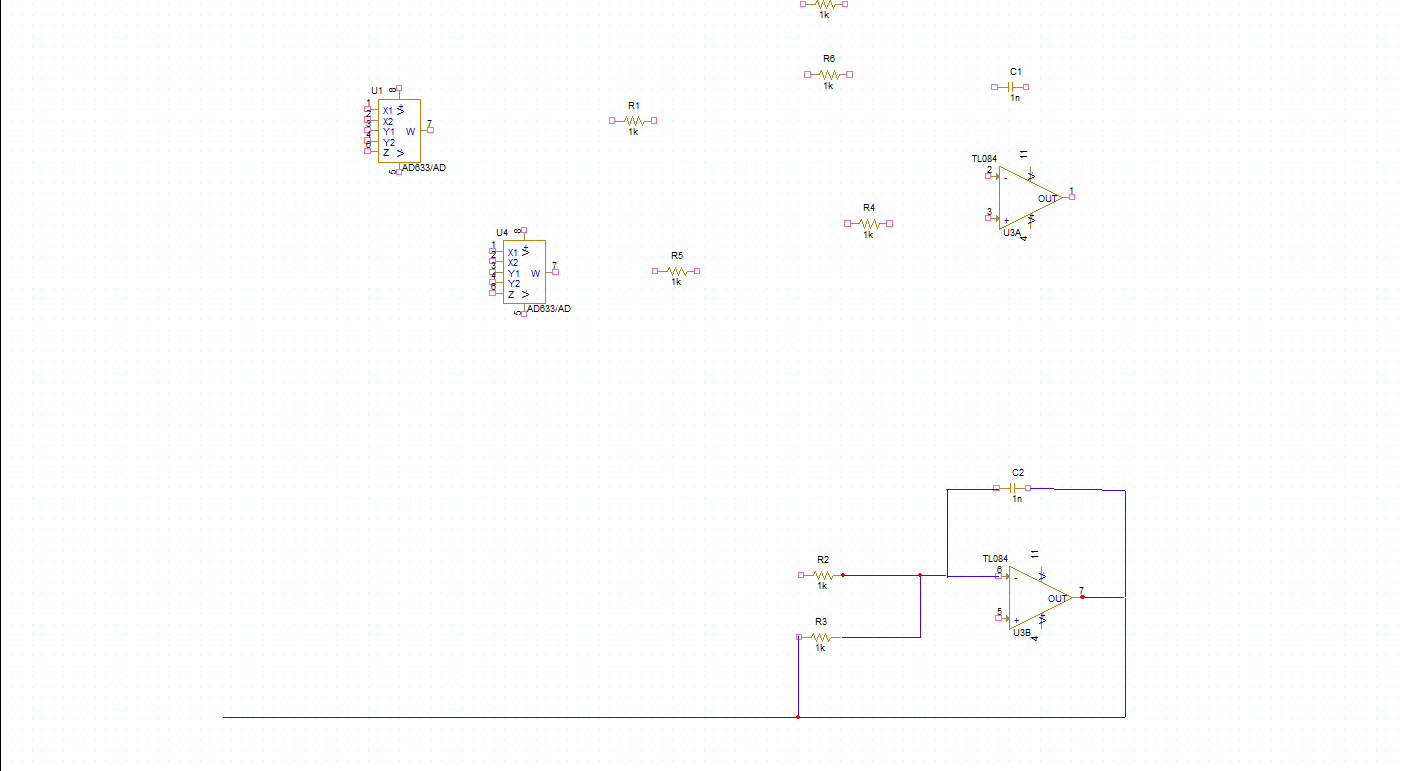 1k
R6
1k
C1
1n
U1
8
1
2
3
4
6
X1
X2
Y1
Y2
Z
V+
V-
W
7
5
AD633/AD
R1
1k
TL084
11
2
-
3
+
V-
V+
OUT
1
U3A
4
R4
1k
U4
8
1
2
3
4
6
X1
X2
Y1
Y2
Z
V+
V-
W
7
5
AD633/AD
R5
1k
C2
1n
R2
1k
TL084
11
6
-
5
+
V-
V+
OUT
7
U3B
4
R3
1k